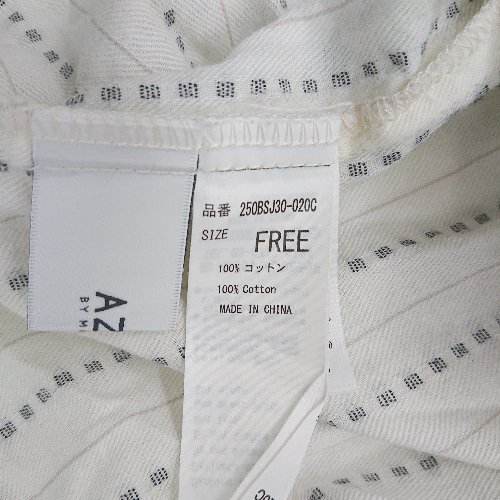 品番 250BSJ30-020C
SIZE FREE
100% コットン
100% Cotton
MADE IN CHINA
AZ
BY M